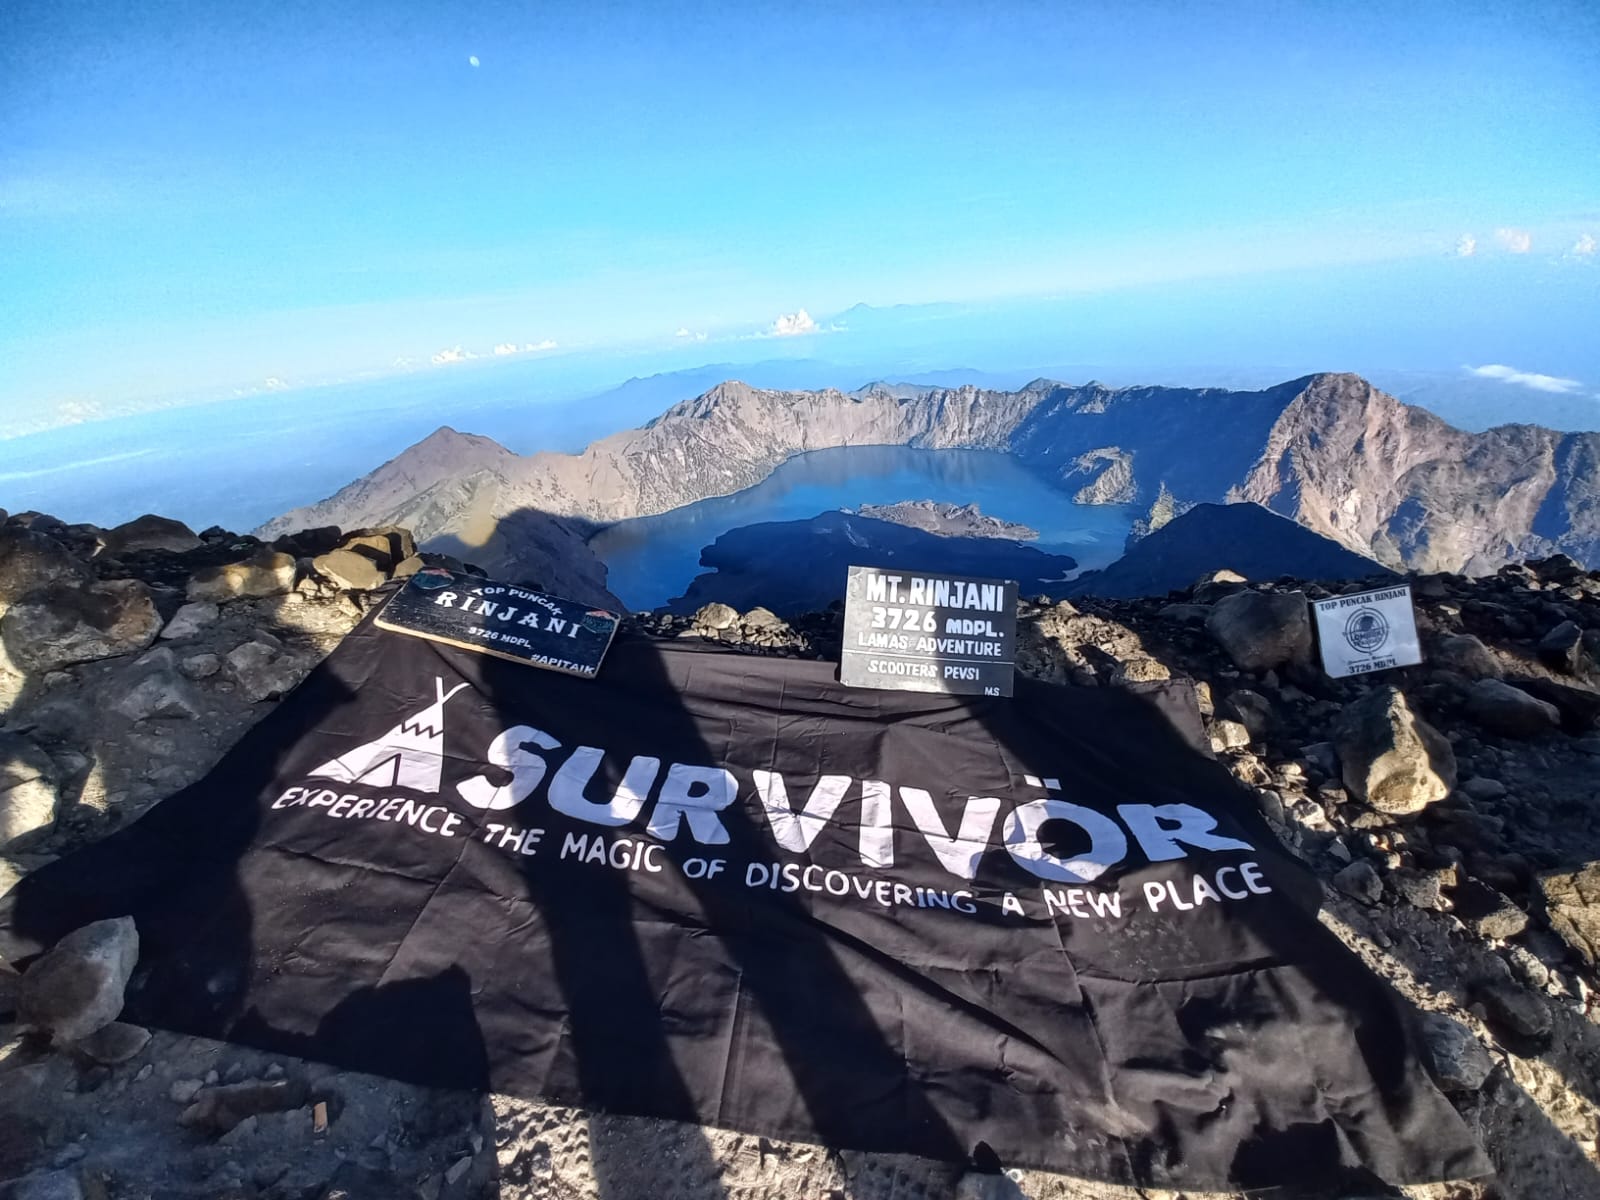 TOP PUNCAK
RINJANI
3726 MDPL
#APITAIK
MT. RINJANI
3726 MDPL.
LAMAS ADVENTURE
SCOOTERS PEVSI
M.S
TOP PUNCAK RINJANI
LOMBOK
3726 MDPL
SURVIVÖR
EXPERIENCE THE MAGIC OF DISCOVERING A NEW PLACE